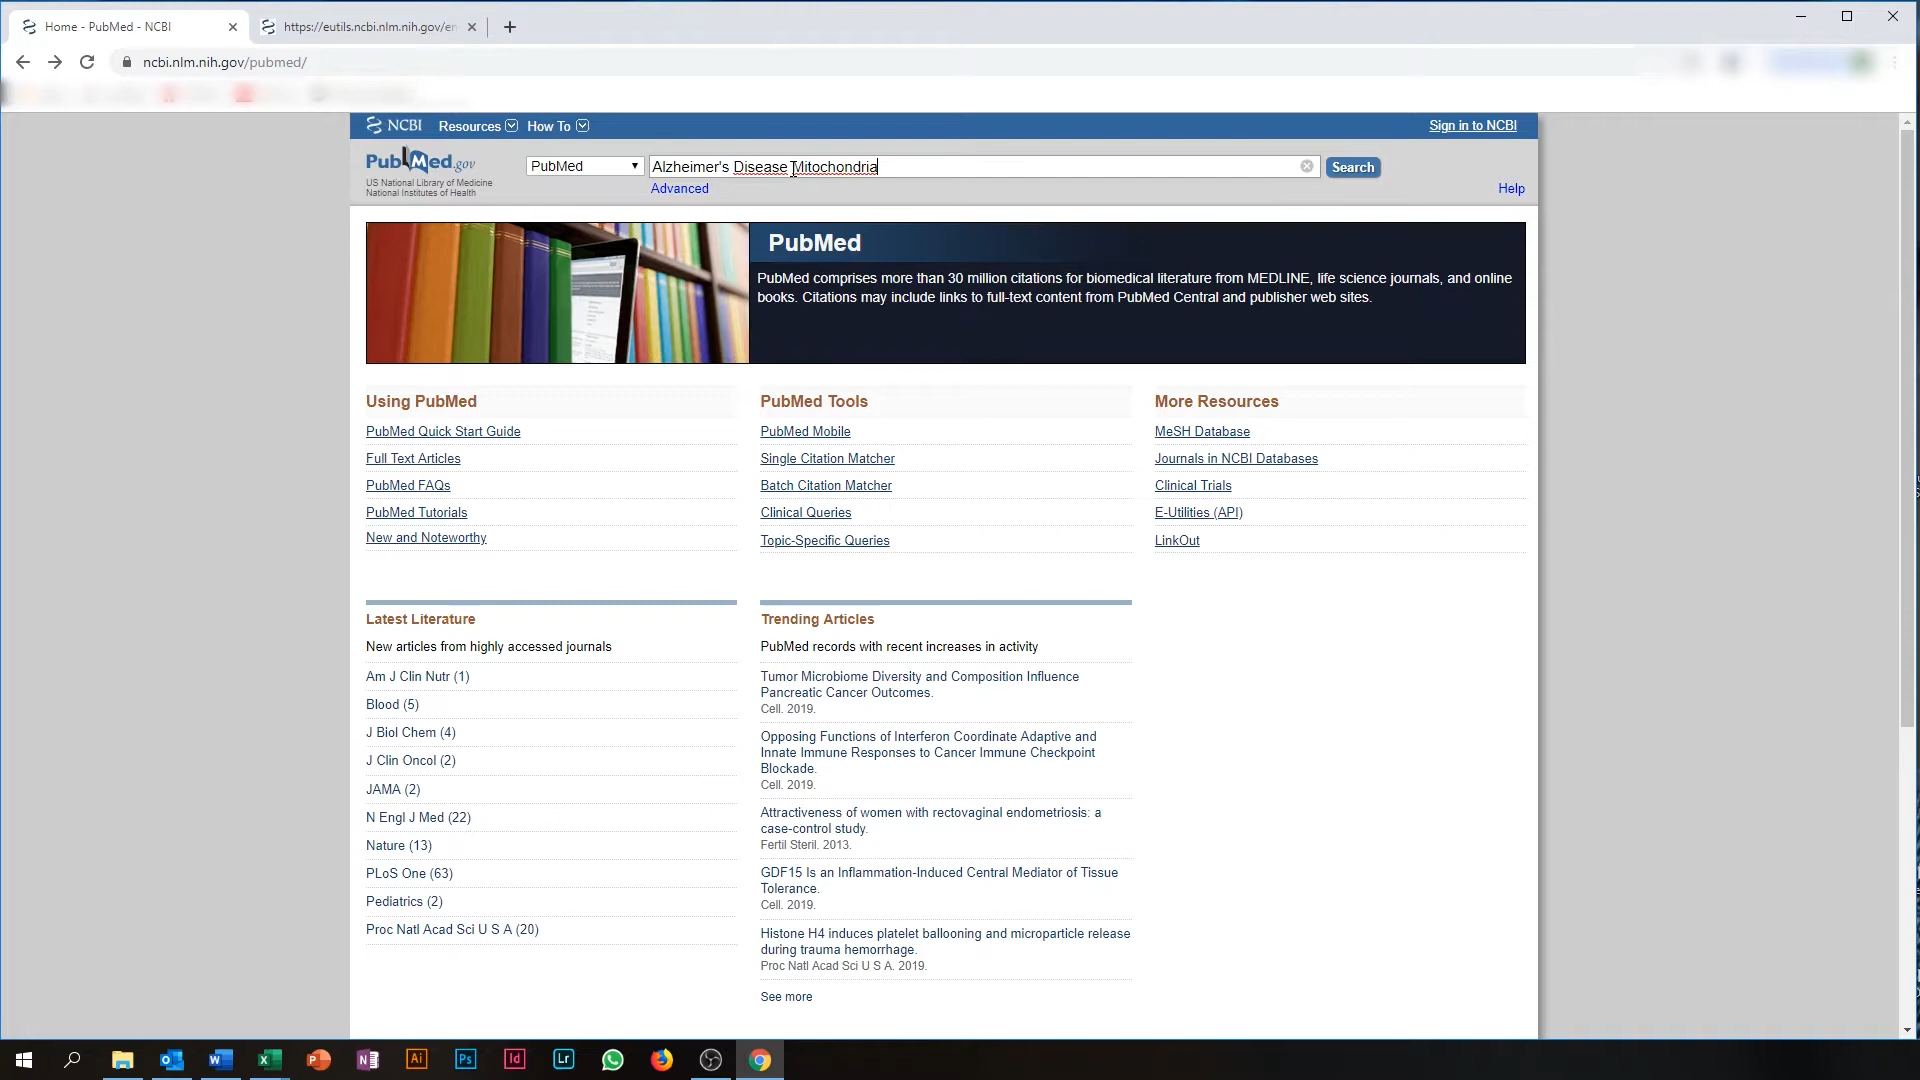 Home - PubMed - NCBI
https://eutils.ncbi.nlm.nih.gov/en
ncbi.nlm.nih.gov/pubmed/
NCBI Resources How To Sign in to NCBI
PubMed.gov
US National Library of Medicine
National Institutes of Health
PubMed Alzheimer's Disease Mitochondria Search
Advanced Help
PubMed
PubMed comprises more than 30 million citations for biomedical literature from MEDLINE, life science journals, and online
books. Citations may include links to full-text content from PubMed Central and publisher web sites.
Using PubMed
PubMed Quick Start Guide
Full Text Articles
PubMed FAQs
PubMed Tutorials
New and Noteworthy
PubMed Tools
PubMed Mobile
Single Citation Matcher
Batch Citation Matcher
Clinical Queries
Topic-Specific Queries
More Resources
MeSH Database
Journals in NCBI Databases
Clinical Trials
E-Utilities (API)
LinkOut
Latest Literature
New articles from highly accessed journals
Am J Clin Nutr (1)
Blood (5)
J Biol Chem (4)
J Clin Oncol (2)
JAMA (2)
N Engl J Med (22)
Nature (13)
PLoS One (63)
Pediatrics (2)
Proc Natl Acad Sci U S A (20)
Trending Articles
PubMed records with recent increases in activity
Tumor Microbiome Diversity and Composition Influence
Pancreatic Cancer Outcomes.
Cell. 2019.
Opposing Functions of Interferon Coordinate Adaptive and
Innate Immune Responses to Cancer Immune Checkpoint
Blockade.
Cell. 2019.
Attractiveness of women with rectovaginal endometriosis: a
case-control study.
Fertil Steril. 2013.
GDF15 Is an Inflammation-Induced Central Mediator of Tissue
Tolerance.
Cell. 2019.
Histone H4 induces platelet ballooning and microparticle release
during trauma hemorrhage.
Proc Natl Acad Sci U S A. 2019.
See more
Ai Ps Id Lr